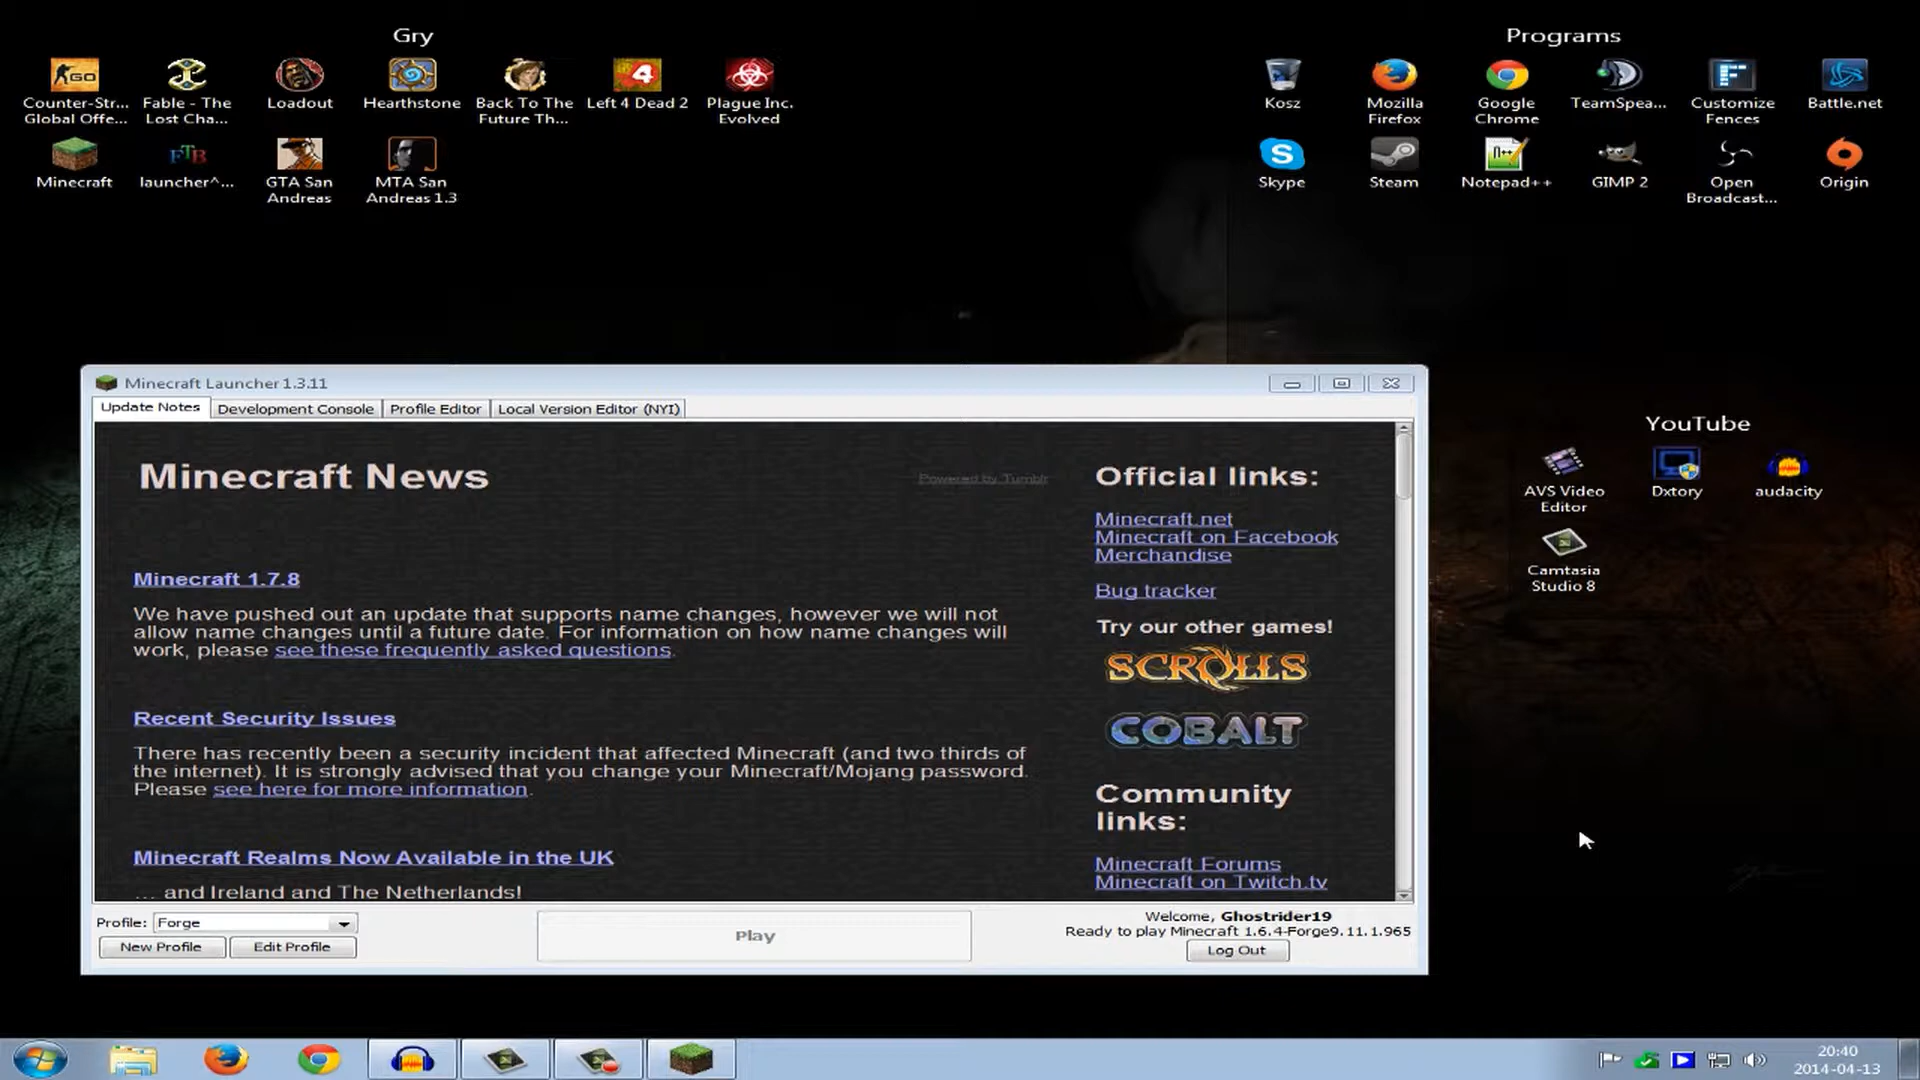 Gry
Counter-Str...
Global Offe...
Fable - The
Lost Cha...
Loadout
Hearthstone
Back To The
Future Th...
Left 4 Dead 2
Plague Inc.
Evolved
Minecraft
launcher^...
GTA San
Andreas
MTA San
Andreas 1.3
Programs
Kosz
Mozilla
Firefox
Google
Chrome
TeamSpea...
Customize
Fences
Battle.net
Skype
Steam
Notepad++
GIMP 2
Open
Broadcast...
Origin
YouTube
AVS Video
Editor
Dxtory
audacity
Camtasia
Studio 8
Minecraft Launcher 1.3.11
Update Notes
Development Console
Profile Editor
Local Version Editor (NYI)
Minecraft News
Powered by Tumblr
Minecraft 1.7.8
We have pushed out an update that supports name changes, however we will not
allow name changes until a future date. For information on how name changes will
work, please see these frequently asked questions.
Recent Security Issues
There has recently been a security incident that affected Minecraft (and two thirds of
the internet). It is strongly advised that you change your Minecraft/Mojang password.
Please see here for more information.
Minecraft Realms Now Available in the UK
... and Ireland and The Netherlands!
Official links:
Minecraft.net
Minecraft on Facebook
Merchandise
Bug tracker
Try our other games!
SCROLLS
COBALT
Community
links:
Minecraft Forums
Minecraft on Twitch.tv
Profile: Forge
New Profile
Edit Profile
Play
Welcome, Ghostrider19
Ready to play Minecraft 1.6.4-Forge9.11.1.965
Log Out
20:40
2014-04-13